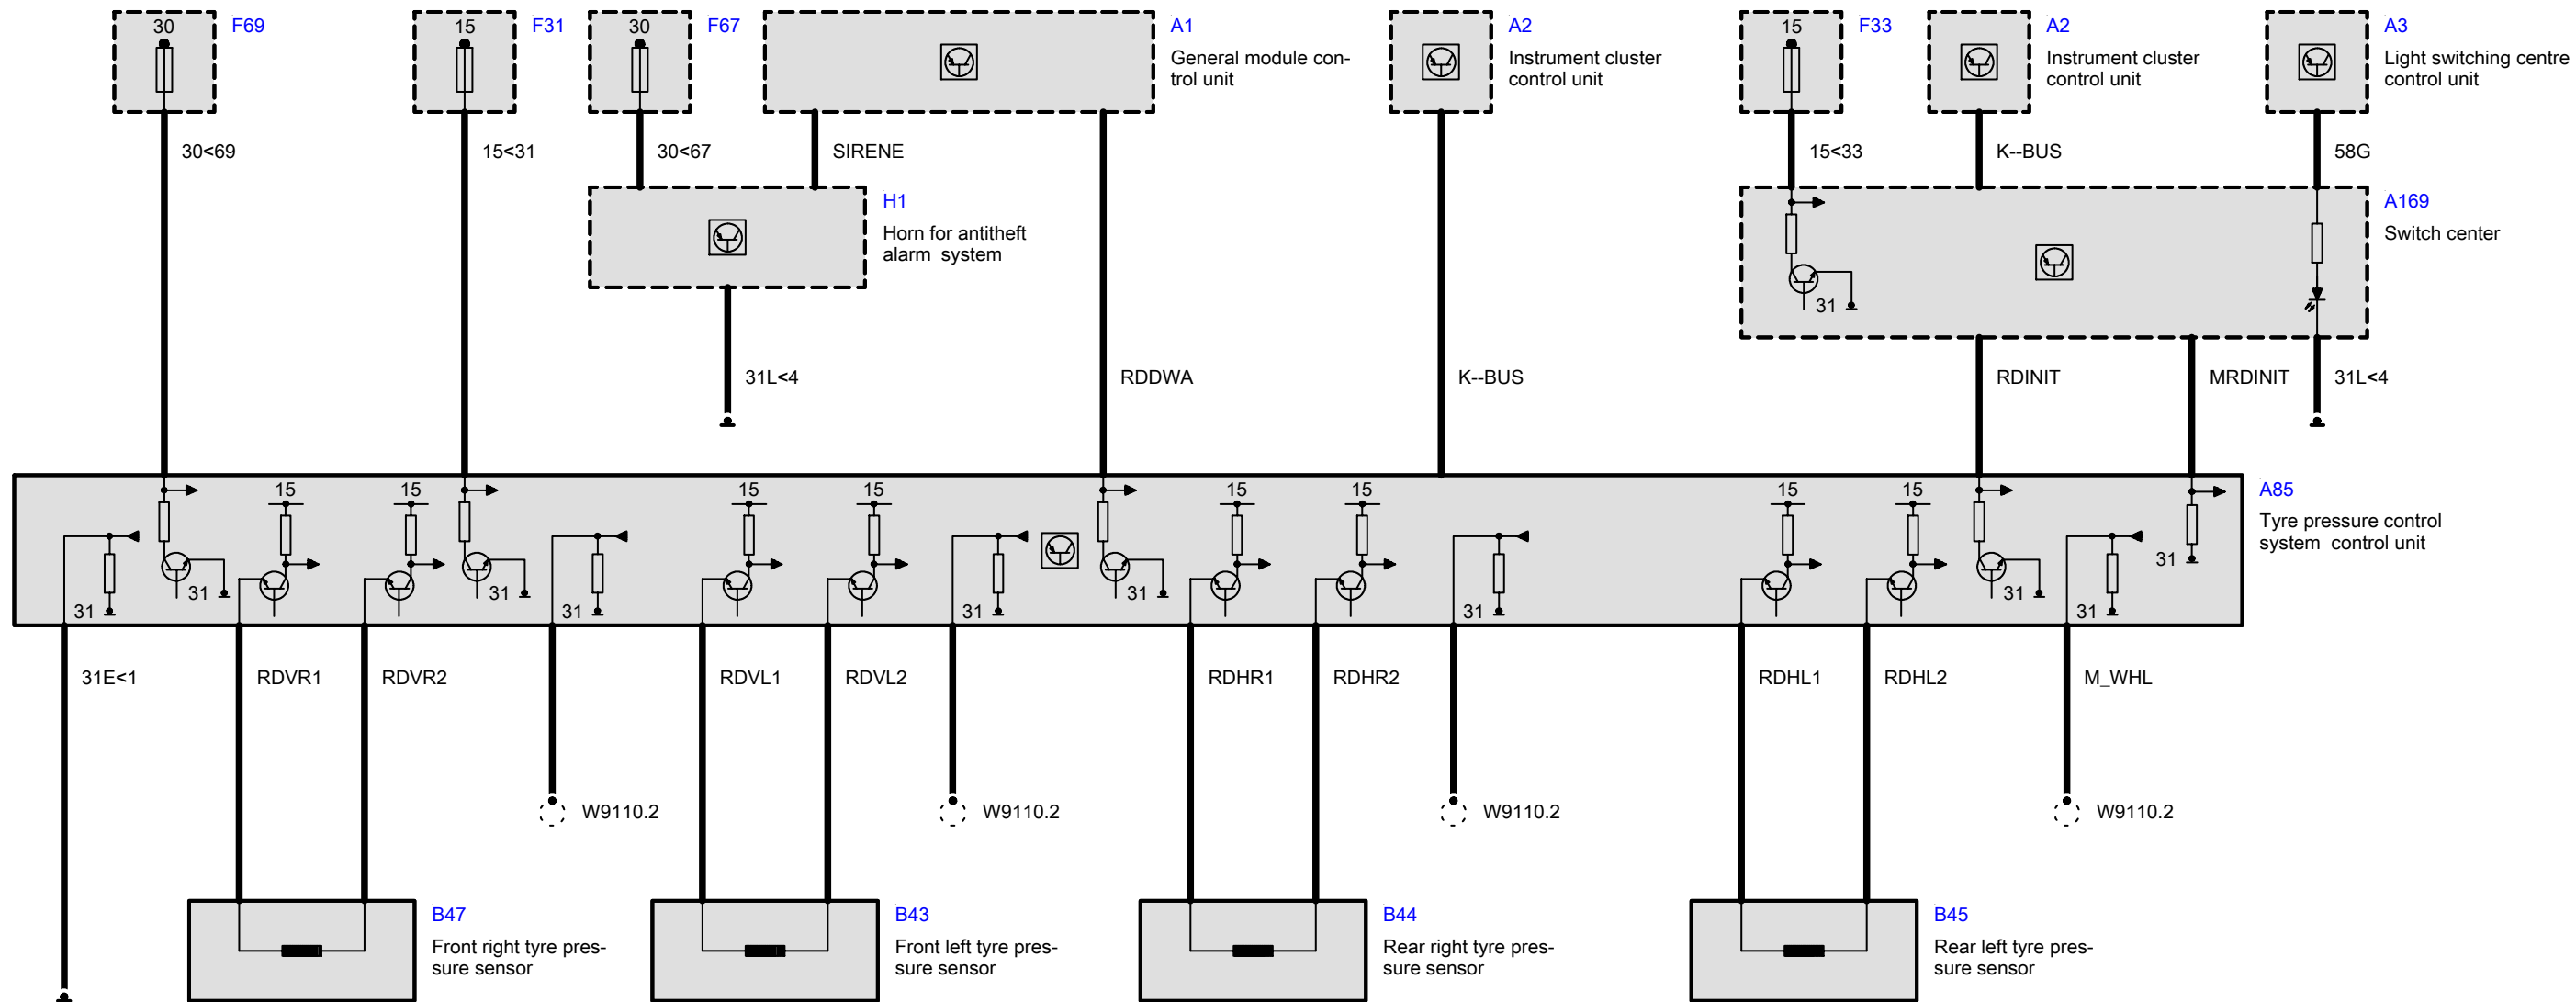 30 F69 15 F31 30 F67 A1 A2 15 F33 A2 A3
General module con- Instrument cluster Instrument cluster Light switching centre
trol unit control unit control unit control unit
30<69 15<31 30<67 SIRENE 15<33 K--BUS 58G
H1 A169
Horn for antitheft Switch center
alarm system
31
31L<4 RDDWA K--BUS RDINIT MRDINIT 31L<4
15 15 15 15 15 15 15 15 A85
Tyre pressure control
system control unit
31
31 31 31 31
31 31 31 31 31
31E<1 RDVR1 RDVR2 RDVL1 RDVL2 RDHR1 RDHR2 RDHL1 RDHL2 M_WHL
W9110.2 W9110.2 W9110.2 W9110.2
B47 B43 B44 B45
Front right tyre pres- Front left tyre pres- Rear right tyre pres- Rear left tyre pres-
sure sensor sure sensor sure sensor sure sensor